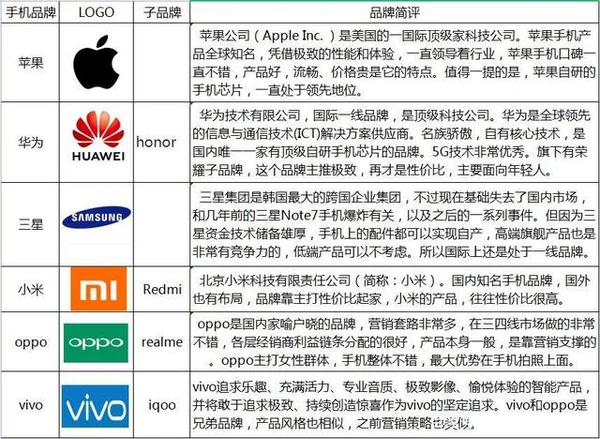 手机品牌 LOGO 子品牌 品牌简评
苹果
苹果公司（Apple Inc. ）是美国的一国际顶级家科技公司。苹果手机产
品全球知名，凭借极致的性能和体验，一直领导着行业，苹果手机口碑一
直不错，产品好，流畅、价格贵是它的特点。值得一提的是，苹果自研的
手机芯片，一直处于领先地位。
华为 HUAWEI honor
华为技术有限公司，国际一线品牌，是顶级科技公司。华为是全球领先
的信息与通信技术(ICT)解决方案供应商。名族骄傲，自有核心技术，是
国内唯一一家有顶级自研手机芯片的品牌。5G技术非常优秀。旗下有荣
耀子品牌，这个品牌主推极致，再才是性价比，主要面向年轻人。
三星 SAMSUNG
三星集团是韩国最大的跨国企业集团，不过现在基础失去了国内市场，
和几年前的三星Note7手机爆炸有关，以及之后的一系列事件。但因为三
星资金技术储备雄厚，手机上的配件都可以实现自产，高端旗舰产品也是
非常有竞争力的，低端产品可以不考虑。所以国际上还是处于一线品牌。
小米 MI Redmi
北京小米科技有限责任公司（简称：小米）。国内知名手机品牌，国外
也有布局，品牌靠主打性价比起家，小米的产品，往往性价比很高。
oppo oppo realme
oppo是国内家喻户晓的品牌，营销套路非常多，在三四线市场做的非常
不错，各层经销商利益链条分配的很好，产品本身一般，是靠营销支撑的
。oppo主打女性群体，手机整体不错，最大优势在手机拍照上面。
vivo vivo iqoo
vivo追求乐趣、充满活力、专业音质、极致影像、愉悦体验的智能产品，
并将敢于追求极致、持续创造惊喜作为vivo的坚定追求。vivo和oppo是
兄弟品牌，产品风格也相似，之前营销策略也类似。